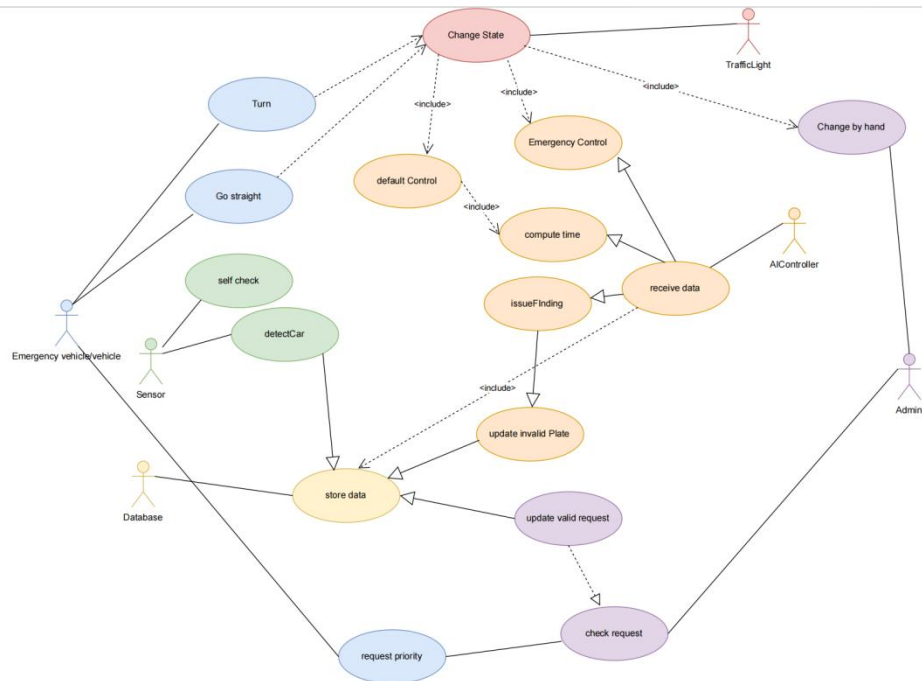 Change State
TrafficLight
Turn
<include>
<include>
<include>
Change by hand
Emergency Control
default Control
Go straight
<include>
compute time
AIController
self check
receive data
issueFInding
detectCar
Emergency vehicle/vehicle
Sensor
<include>
Admin
update invalid Plate
store data
Database
update valid request
check request
request priority